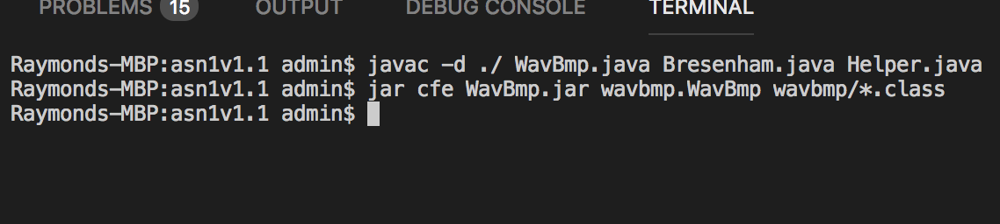 PROBLEMS 15 OUTPUT DEBUG CONSOLE TERMINAL
Raymonds-MBP:asn1v1.1 admin$ javac -d ./ WavBmp.java Bresenham.java Helper.java
Raymonds-MBP:asn1v1.1 admin$ jar cfe WavBmp.jar wavbmp.WavBmp wavbmp/*.class
Raymonds-MBP:asn1v1.1 admin$